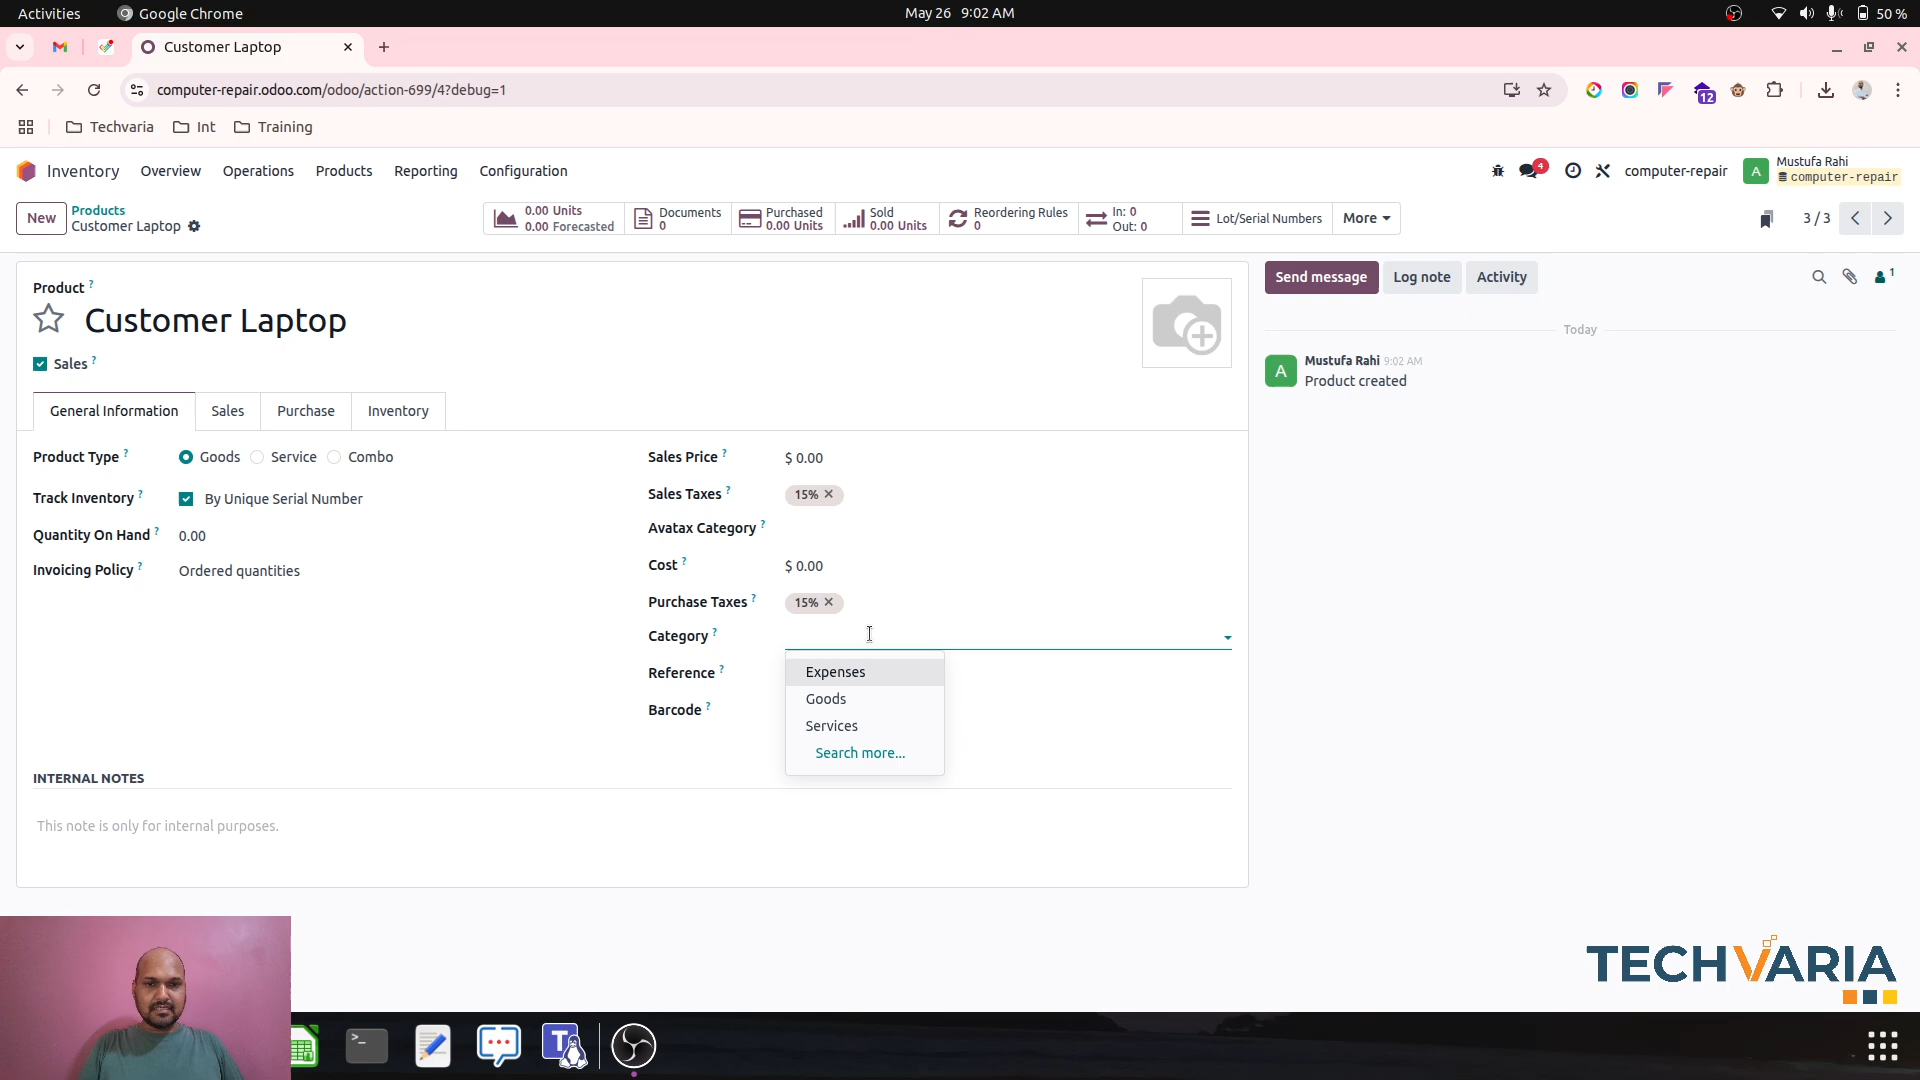 Activities
Google Chrome
May 26 9:02 AM
50 %
Customer Laptop
computer-repair.odoo.com/odoo/action-699/4?debug=1
12
Techvaria
Int
Training
Inventory
Overview
Operations
Products
Reporting
Configuration
4
computer-repair
A
Mustufa Rahi
computer-repair
New
Products
Customer Laptop
0.00 Units
0.00 Forecasted
Documents
0
Purchased
0.00 Units
Sold
0.00 Units
Reordering Rules
0
In: 0
Out: 0
Lot/Serial Numbers
More
3 / 3
Product ?
Customer Laptop
Sales ?
General Information
Sales
Purchase
Inventory
Product Type ?
Goods
Service
Combo
Track Inventory ?
By Unique Serial Number
Quantity On Hand ?
0.00
Invoicing Policy ?
Ordered quantities
Sales Price ?
$ 0.00
Sales Taxes ?
15% ×
Avatax Category ?
Cost ?
$ 0.00
Purchase Taxes ?
15% ×
Category ?
Expenses
Goods
Services
Search more...
Reference ?
Barcode ?
INTERNAL NOTES
This note is only for internal purposes.
Send message
Log note
Activity
1
Today
A
Mustufa Rahi 9:02 AM
Product created
TECHVARIA
>_
T